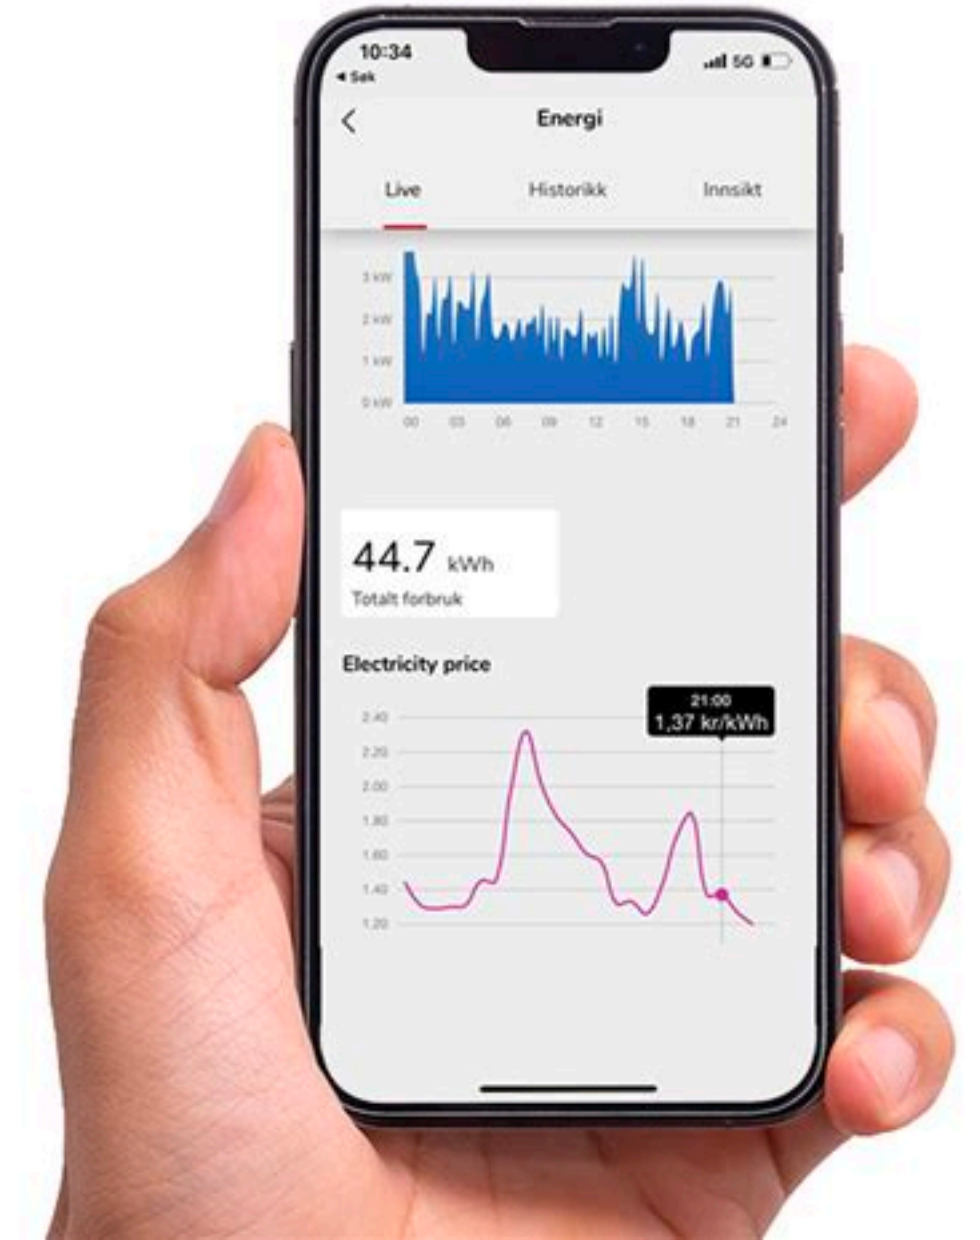 10:34
5G
◀ Søk
Energi
Live Historikk Innsikt
3 kW
2 kW
1 kW
0 kW
00 03 06 09 12 15 18 21 24
44.7 kWh
Totalt forbruk
Electricity price
21:00
1,37 kr/kWh
2.40
2.20
2.00
1.80
1.60
1.40
1.20